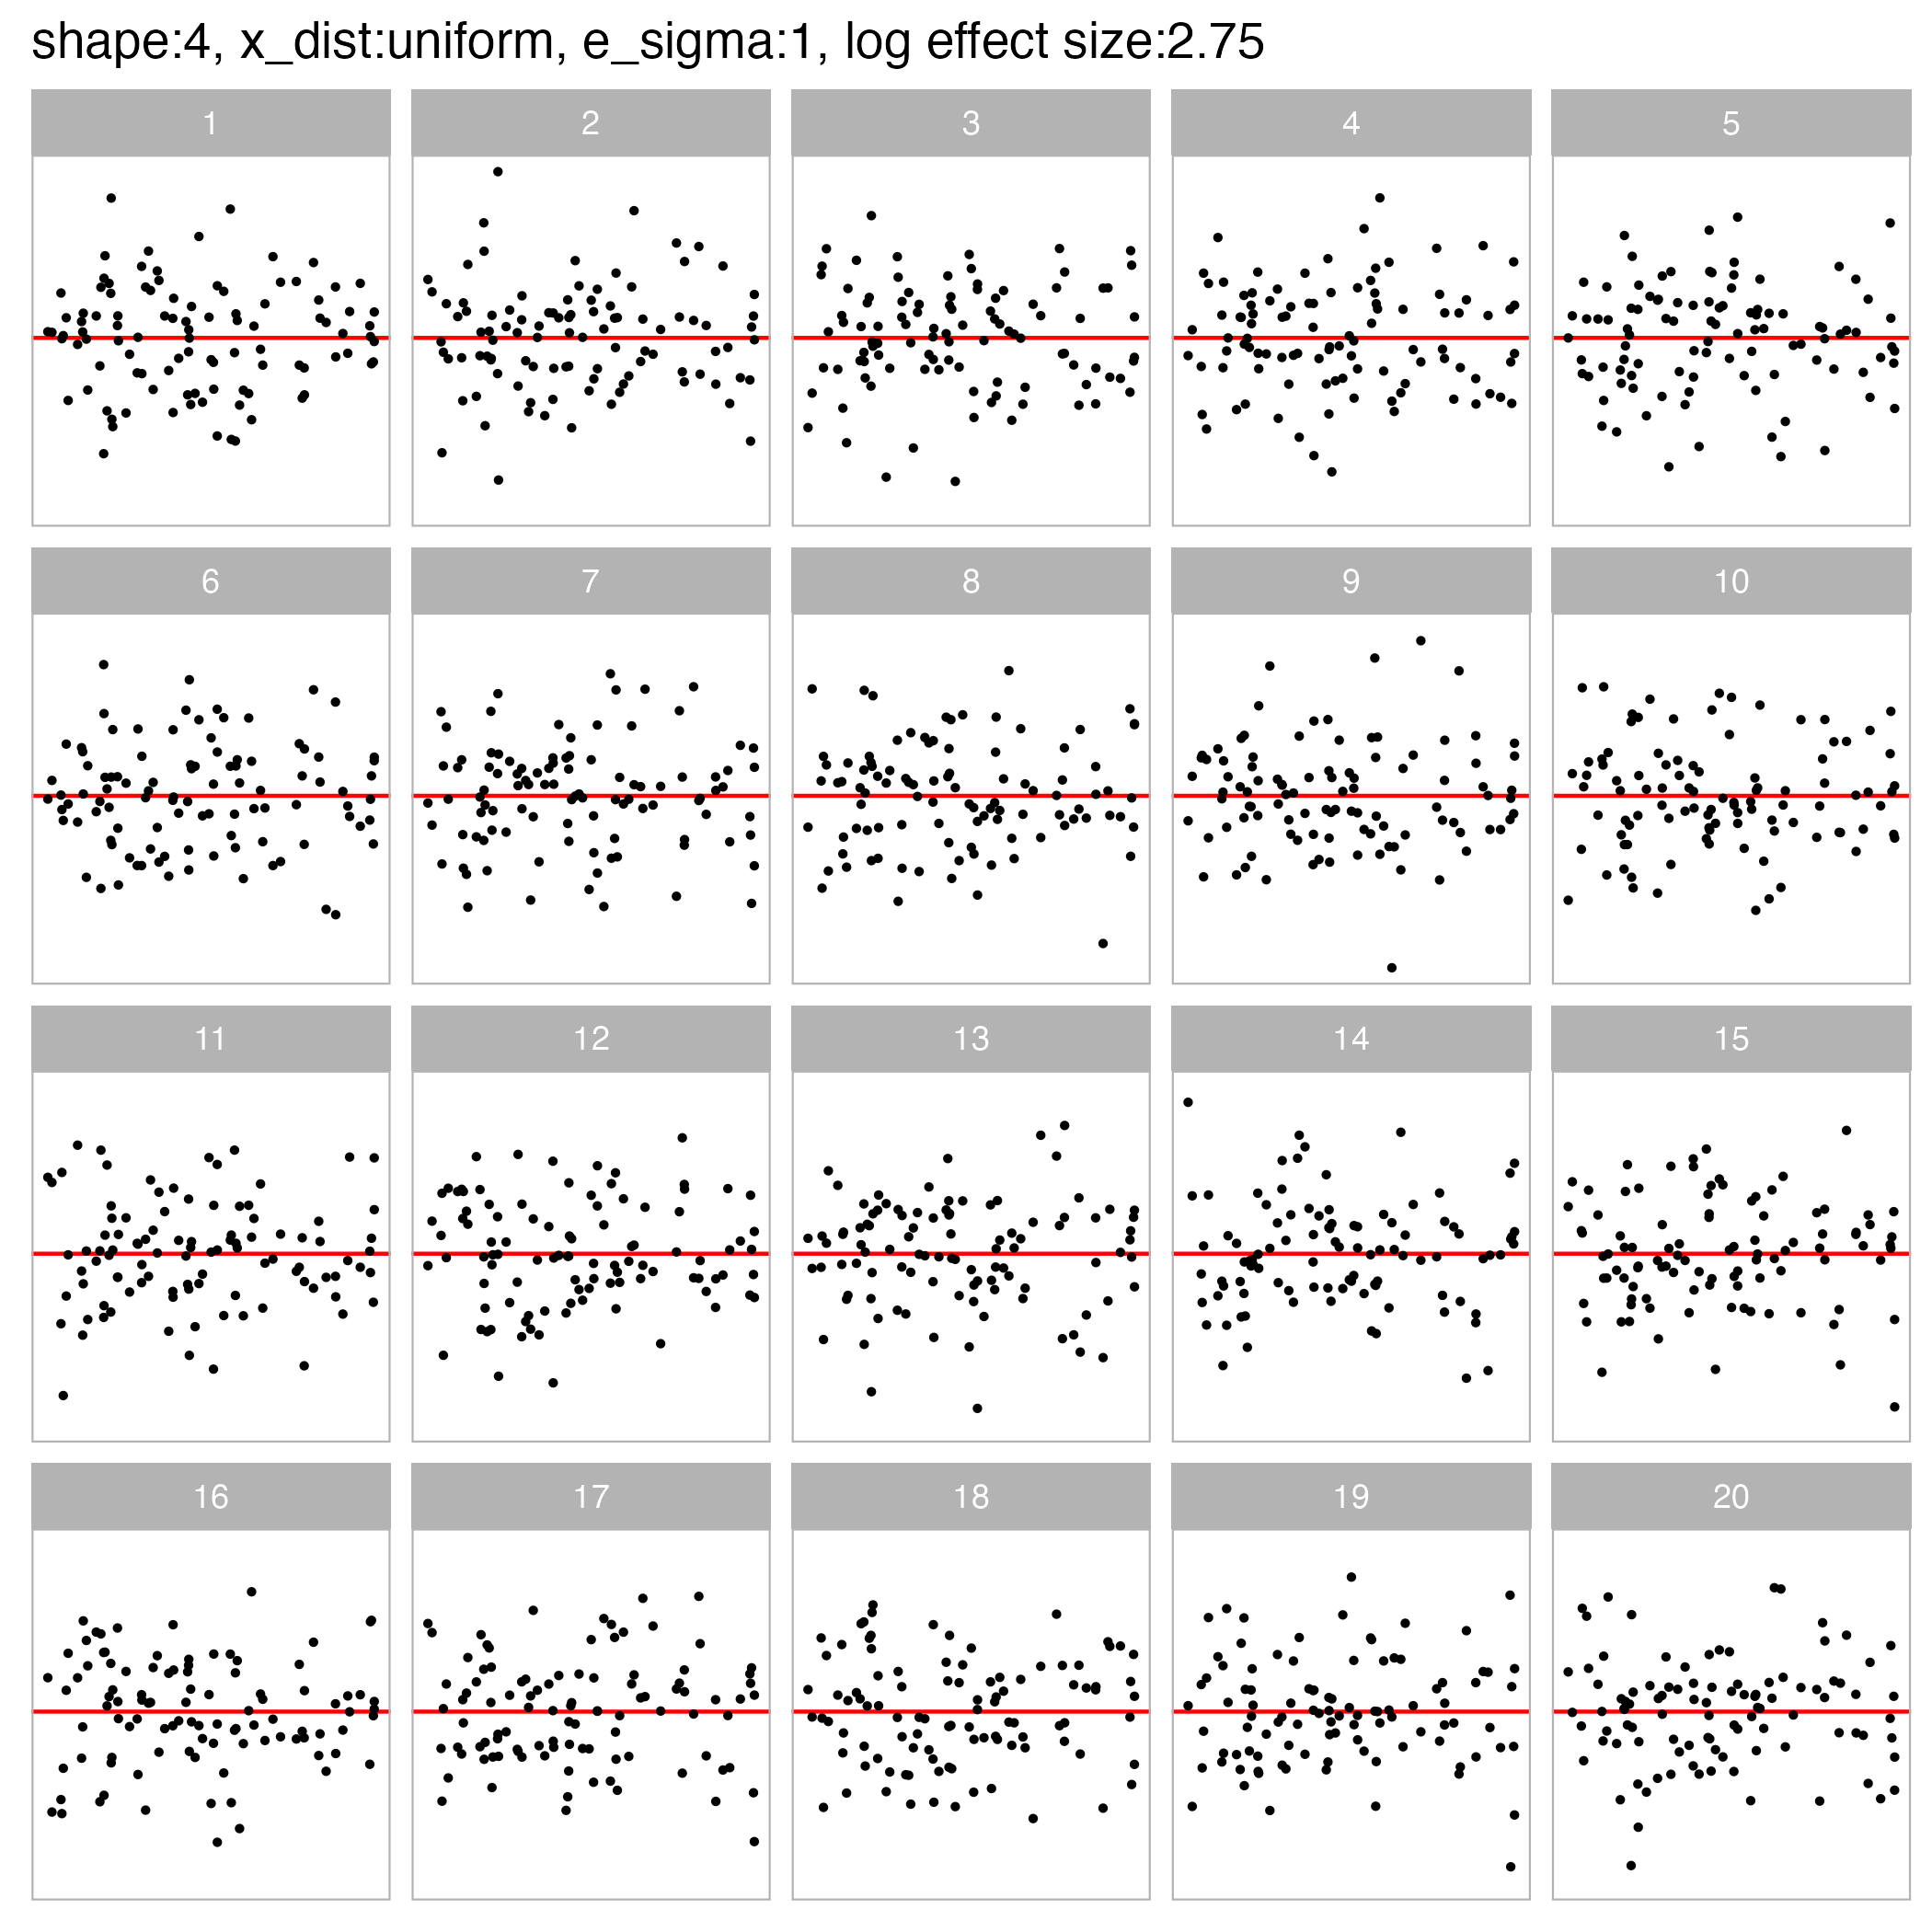 shape:4, x_dist:uniform, e_sigma:1, log effect size:2.75
1 2 3 4 5
6 7 8 9 10
11 12 13 14 15
16 17 18 19 20